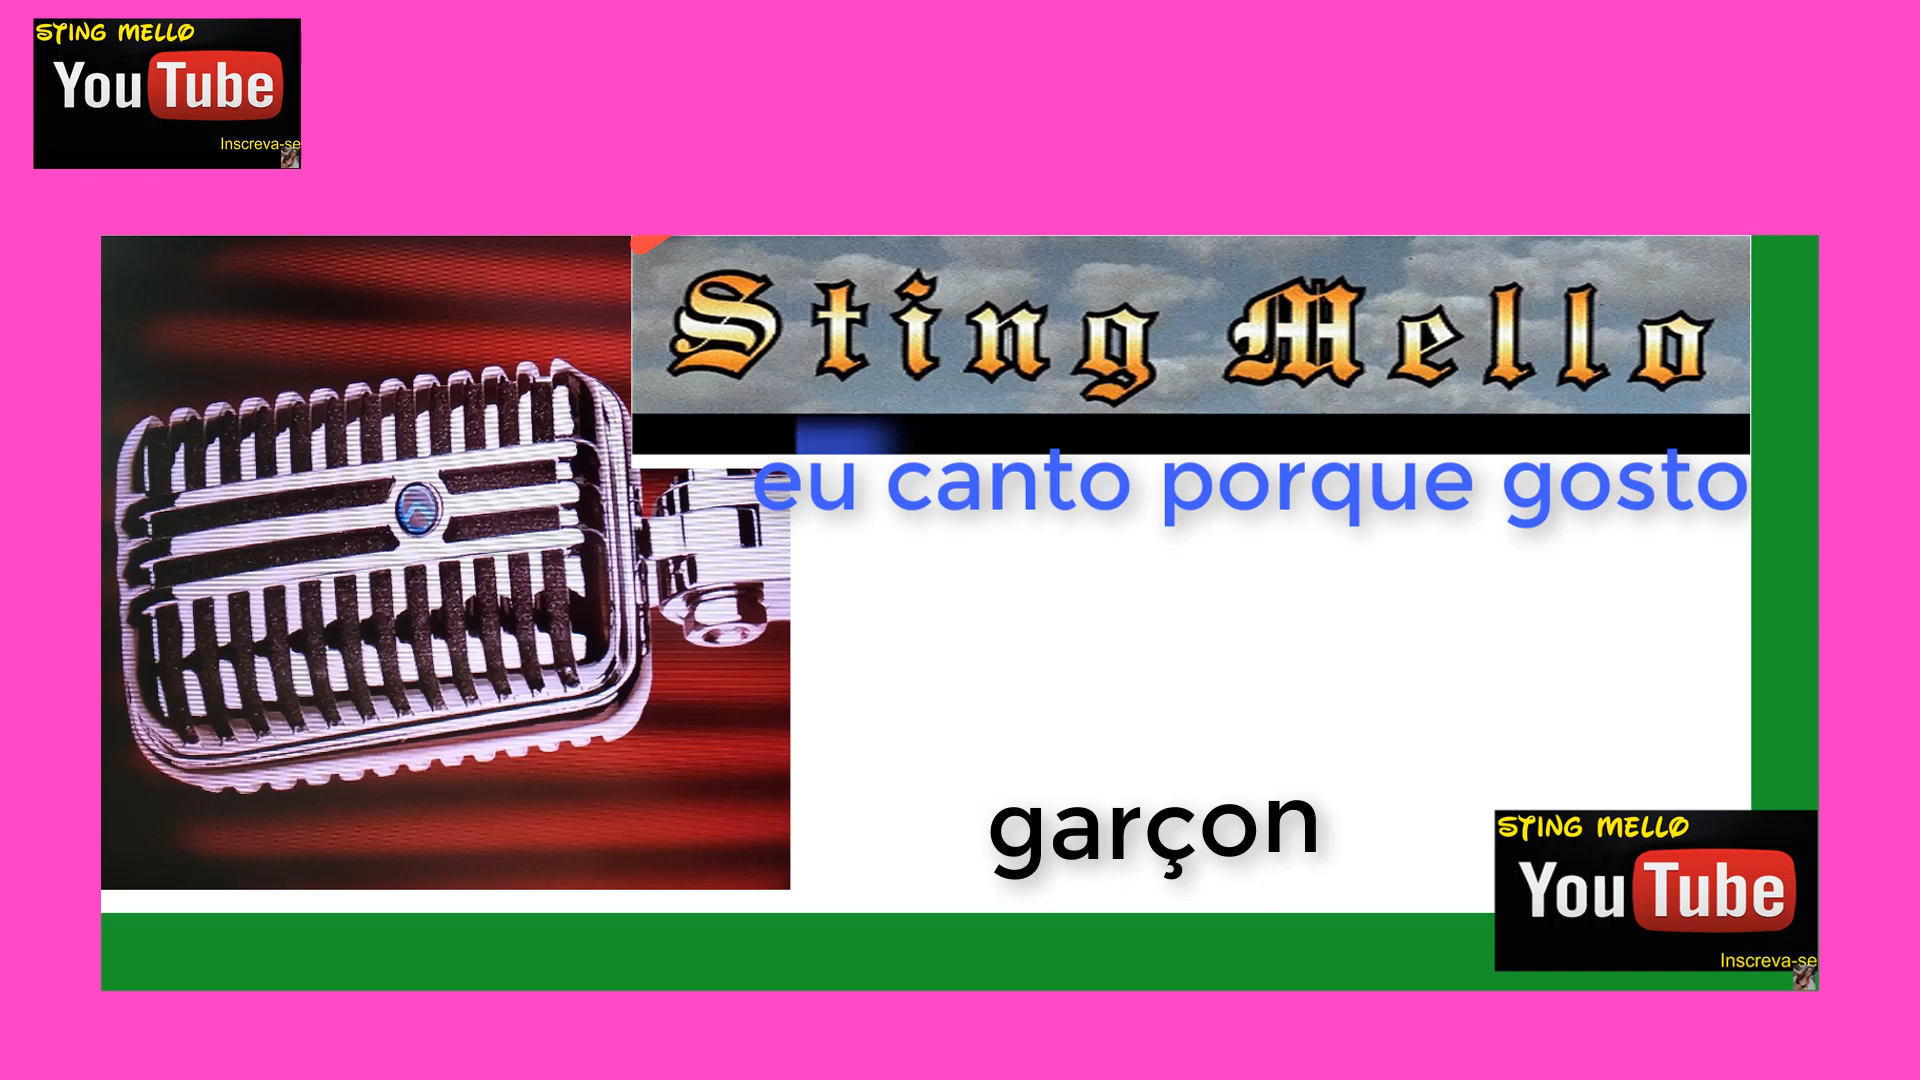 STING MELLO
YouTube
Inscreva-se
Sting Mello
eu canto porque gosto
garçon
STING MELLO
YouTube
Inscreva-se